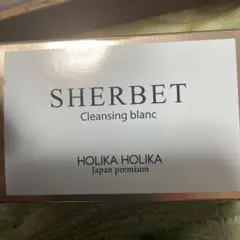 SHERBET
Cleansing blanc
HOLIKA HOLIKA
Japan premium